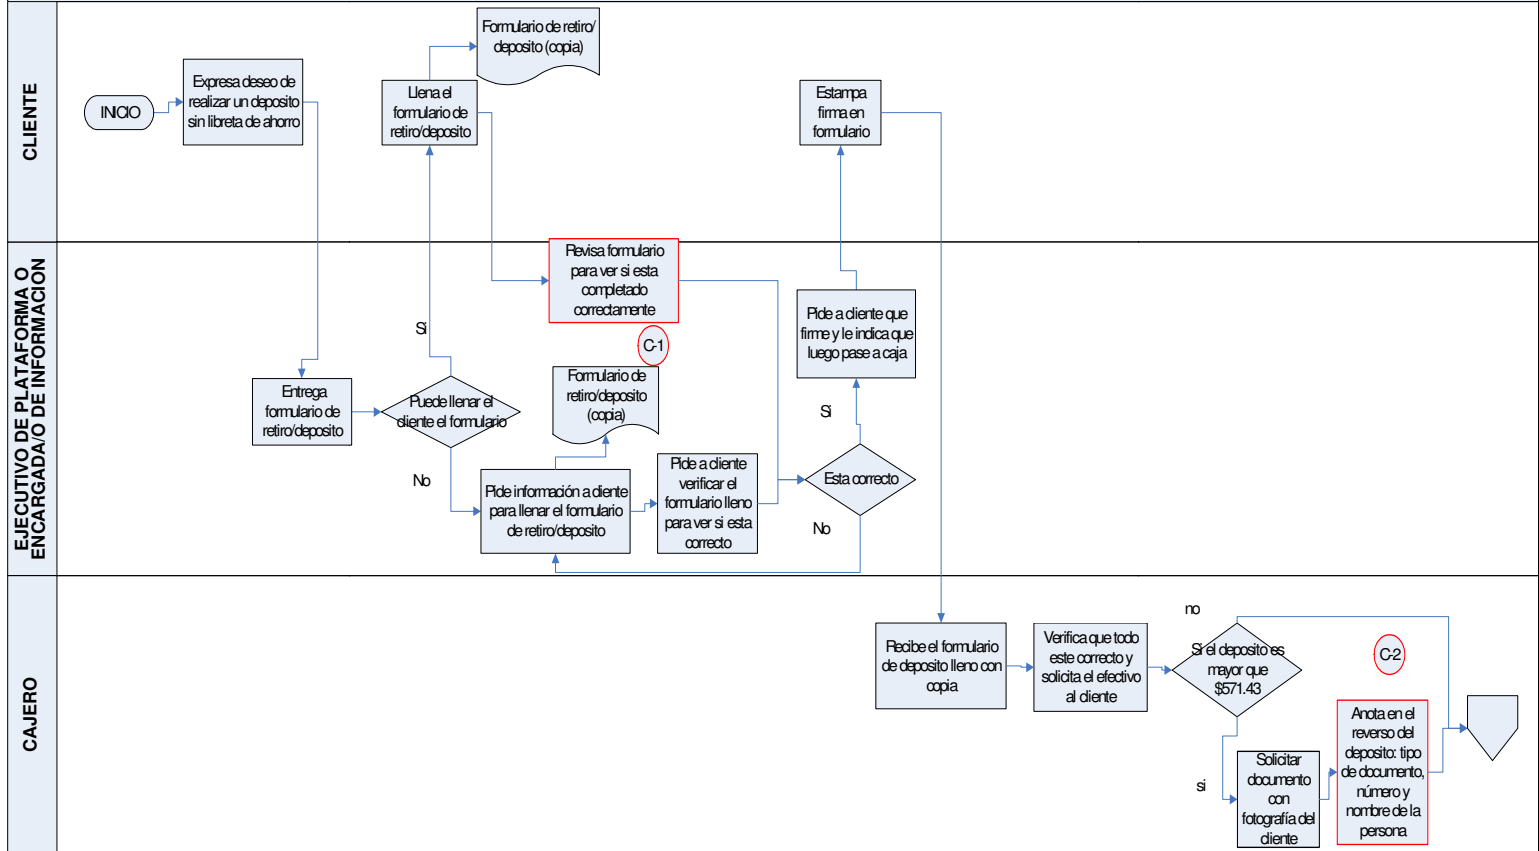 CLIENTE
INICIO
Expresa deseo de
realizar un deposito
sin libreta de ahorro
Llena el
formulario de
retiro/deposito
Formulario de retiro/
deposito (copia)
Estampa
firma en
formulario
EJECUTIVO DE PLATAFORMA O
ENCARGADA/O DE INFORMACION
Entrega
formulario de
retiro/deposito
Puede llenar el
cliente el formulario
Si
No
Revisa formulario
para ver si esta
completado
correctamente
C-1
Formulario de
retiro/deposito
(copia)
Pide información a cliente
para llenar el formulario
de retiro/deposito
Pide a cliente
verificar el
formulario lleno
para ver si esta
correcto
Esta correcto
Si
No
Pide a cliente que
firme y le indica que
luego pase a caja
CAJERO
Recibe el formulario
de deposito lleno con
copia
Verifica que todo
este correcto y
solicita el efectivo
al cliente
Si el deposito es
mayor que
$571.43
no
si
Solicitar
documento
con
fotografía del
cliente
C-2
Anota en el
reverso del
deposito: tipo
de documento,
número y
nombre de la
persona